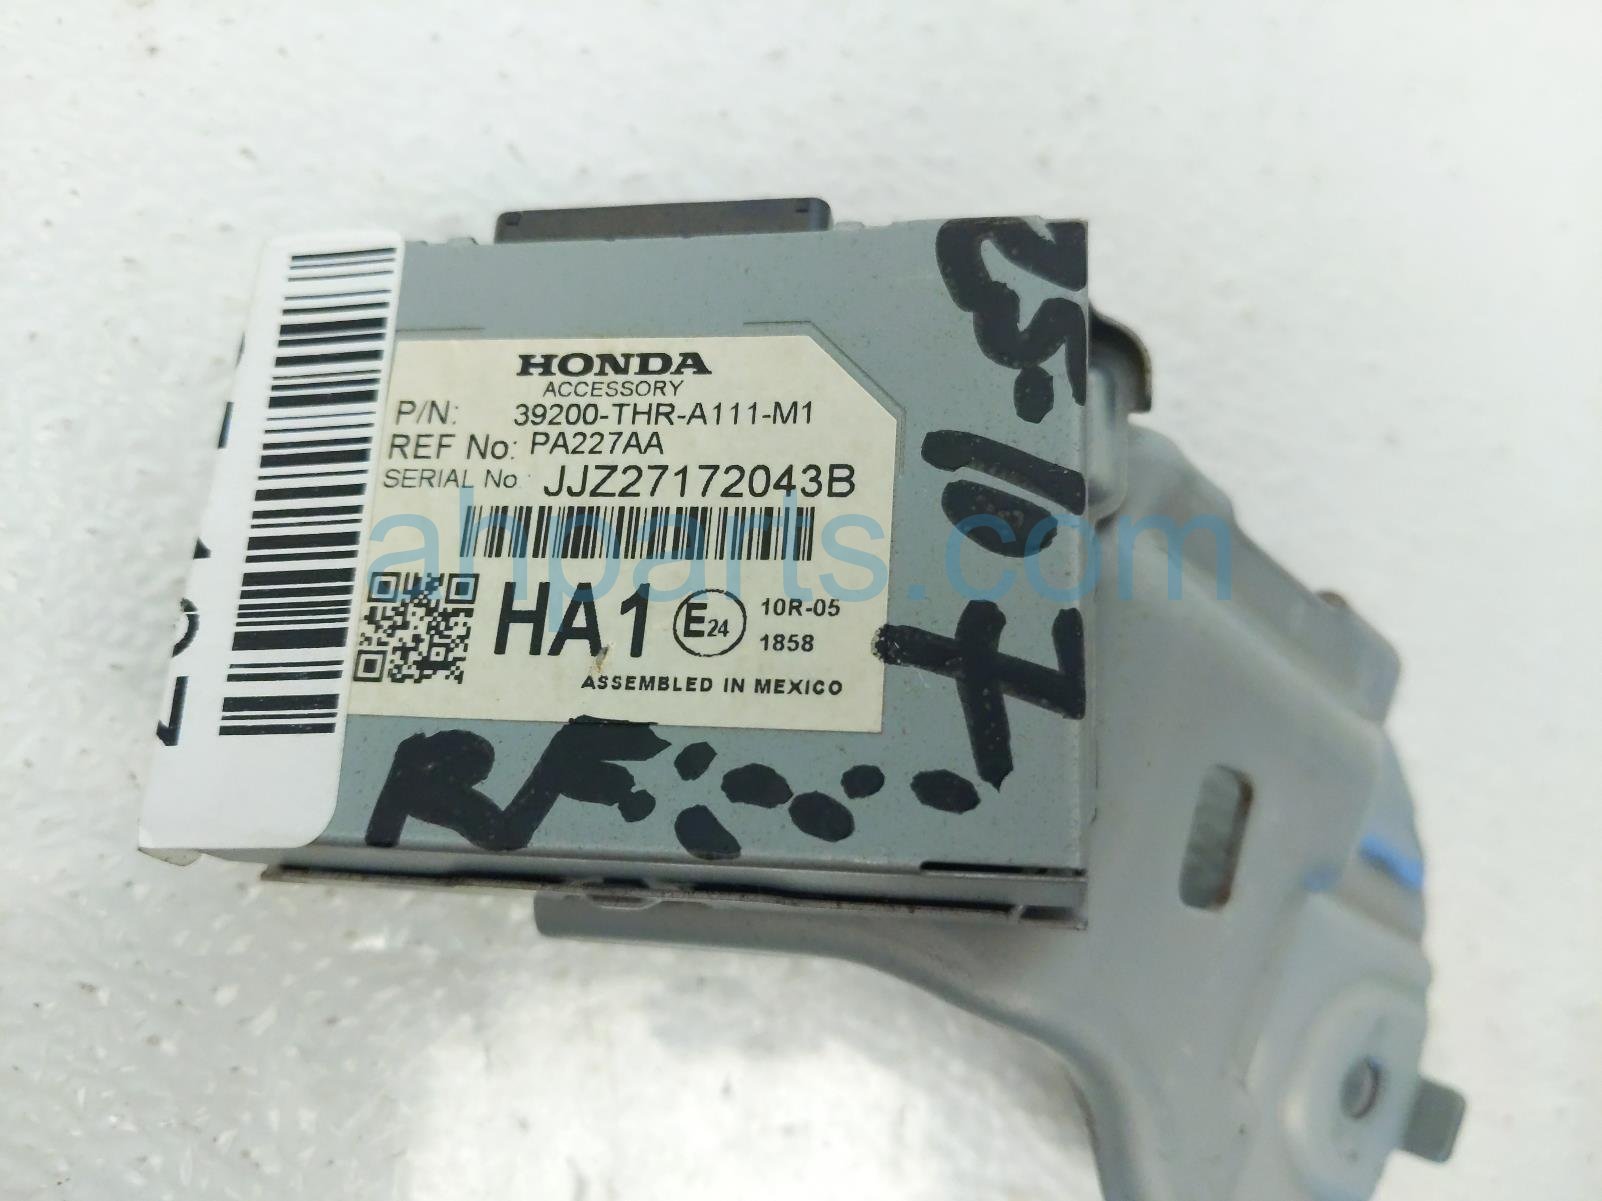 HONDA
ACCESSORY
P/N: 39200-THR-A111-M1
REF No: PA227AA
SERIAL No: JJZ27172043B
ahparts.com
HA1 E24 10R-05
1858
ASSEMBLED IN MEXICO
RF